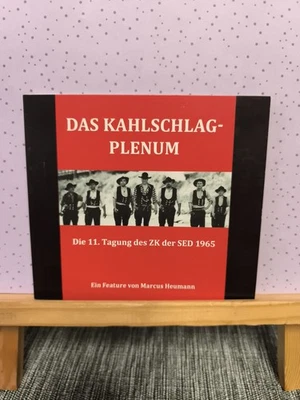 DAS KAHLSCHLAG-
PLENUM
Die 11. Tagung des ZK der SED 1965
Ein Feature von Marcus Heumann